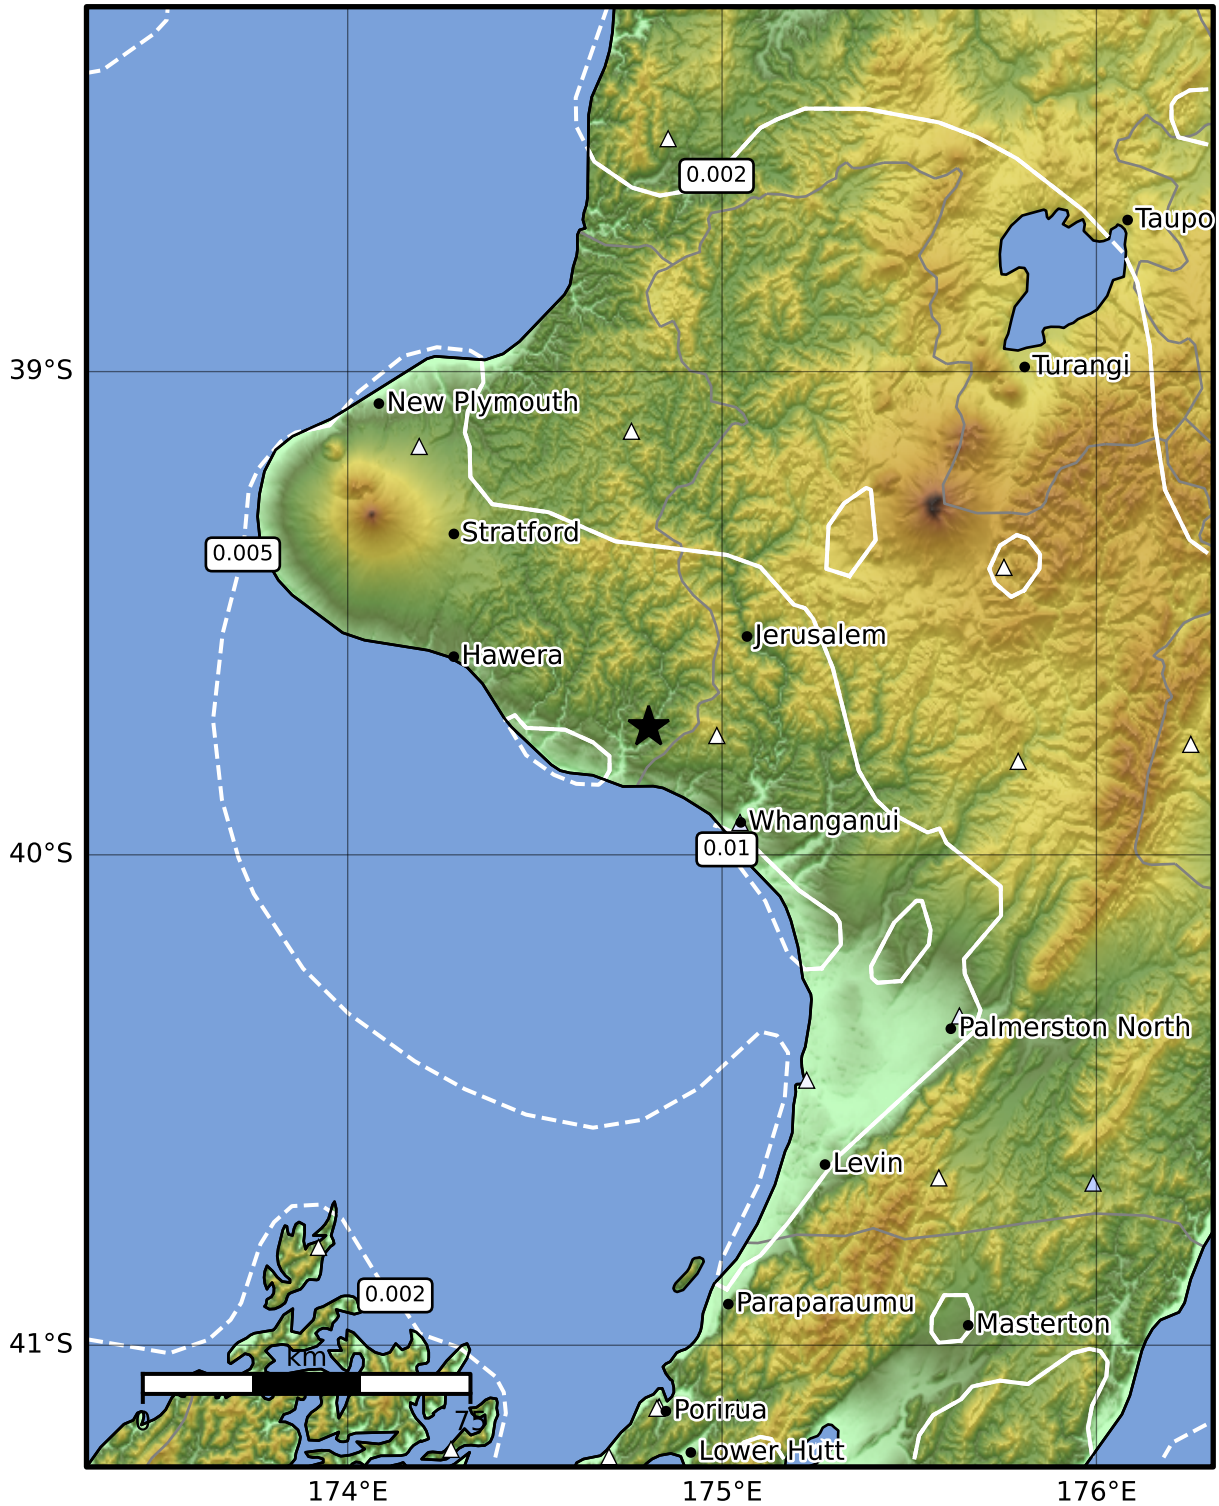 0.002
Taupo
39°S
Turangi
New Plymouth
Stratford
0.005
Jerusalem
Hawera
Whanganui
0.01
40°S
Palmerston North
Levin
0.002
Paraparaumu
Masterton
41°S
km
0
75
Porirua
Lower Hutt
174°E
175°E
176°E